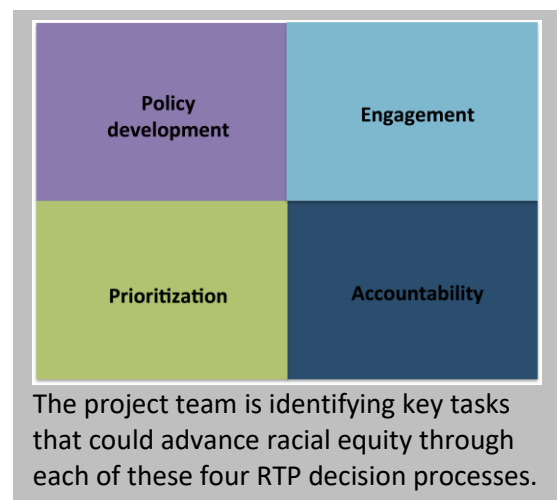 Policy
development
Engagement
Prioritization
Accountability
The project team is identifying key tasks
that could advance racial equity through
each of these four RTP decision processes.